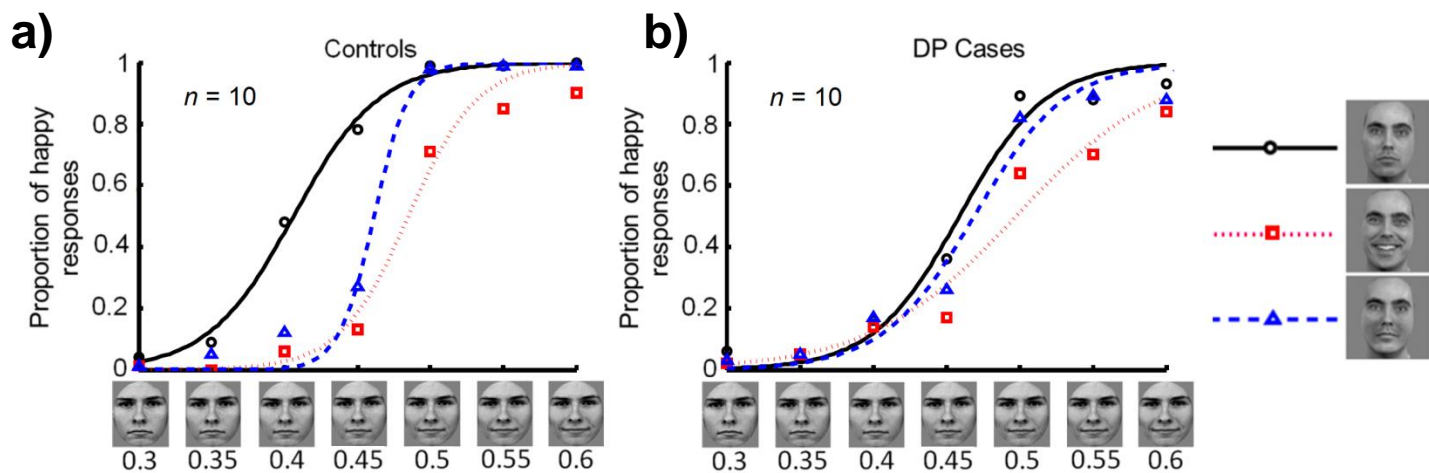 a)
Controls
Proportion of happy
responses
1
0.8
0.6
0.4
0.2
0
n = 10
0.3 0.35 0.4 0.45 0.5 0.55 0.6
b)
DP Cases
Proportion of happy
responses
1
0.8
0.6
0.4
0.2
0
n = 10
0.3 0.35 0.4 0.45 0.5 0.55 0.6